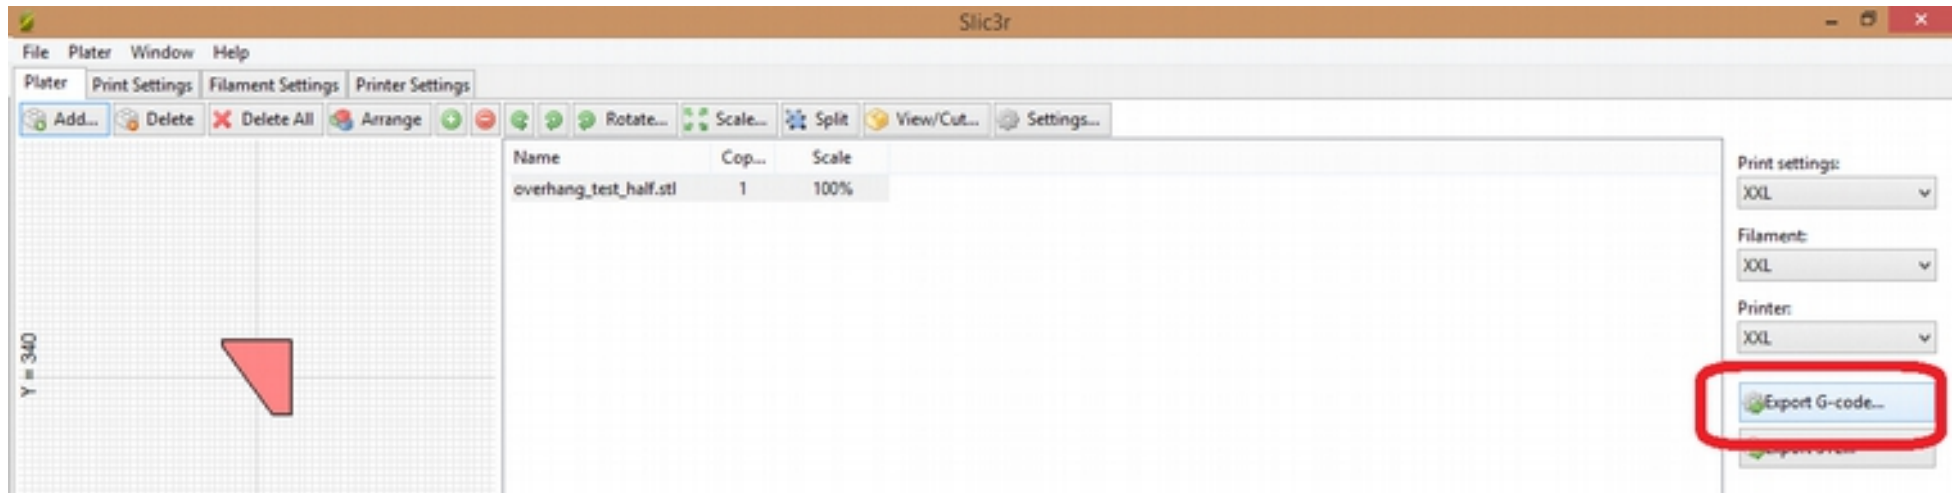 Slic3r
File Plater Window Help
Plater Print Settings Filament Settings Printer Settings
Add... Delete Delete All Arrange Rotate... Scale... Split View/Cut... Settings...
Name Cop... Scale
overhang_test_half.stl 1 100%
Y = 340
Print settings:
XXL
Filament:
XXL
Printer:
XXL
Export G-code...